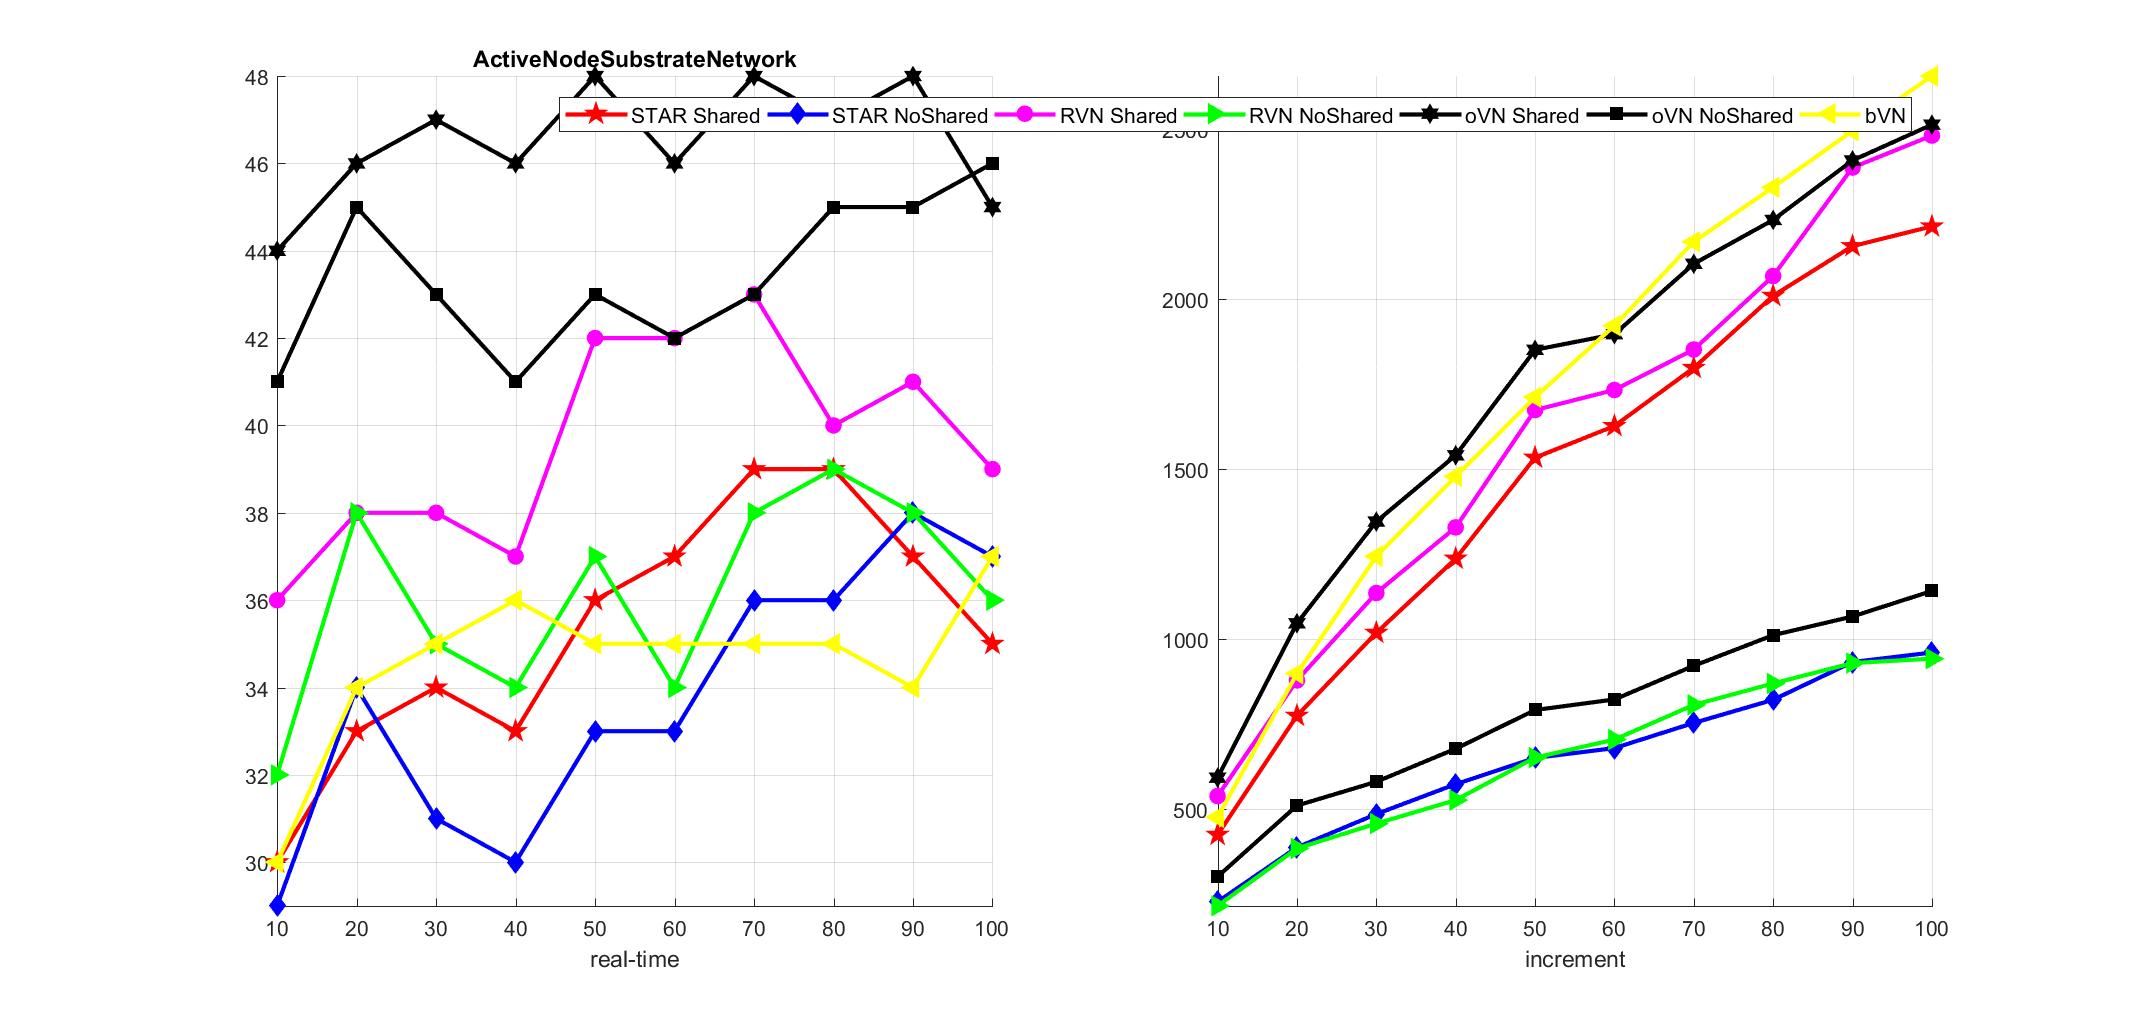 ActiveNodeSubstrateNetwork
STAR Shared STAR NoShared RVN Shared RVN NoShared oVN Shared oVN NoShared bVN
48
46
44
42
40
38
36
34
32
30
10 20 30 40 50 60 70 80 90 100
real-time
2500
2000
1500
1000
500
10 20 30 40 50 60 70 80 90 100
increment